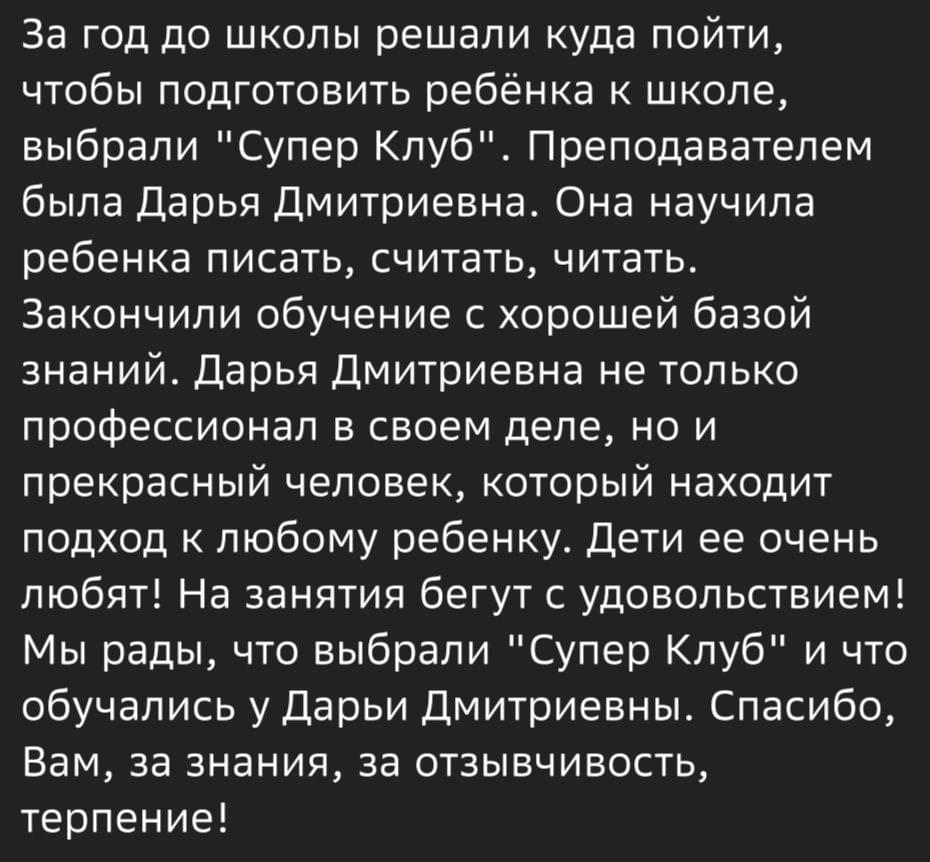 За год до школы решали куда пойти,
чтобы подготовить ребёнка к школе,
выбрали "Супер Клуб". Преподавателем
была Дарья Дмитриевна. Она научила
ребенка писать, считать, читать.
Закончили обучение с хорошей базой
знаний. Дарья Дмитриевна не только
профессионал в своем деле, но и
прекрасный человек, который находит
подход к любому ребенку. Дети ее очень
любят! На занятия бегут с удовольствием!
Мы рады, что выбрали "Супер Клуб" и что
обучались у Дарьи Дмитриевны. Спасибо,
Вам, за знания, за отзывчивость,
терпение!